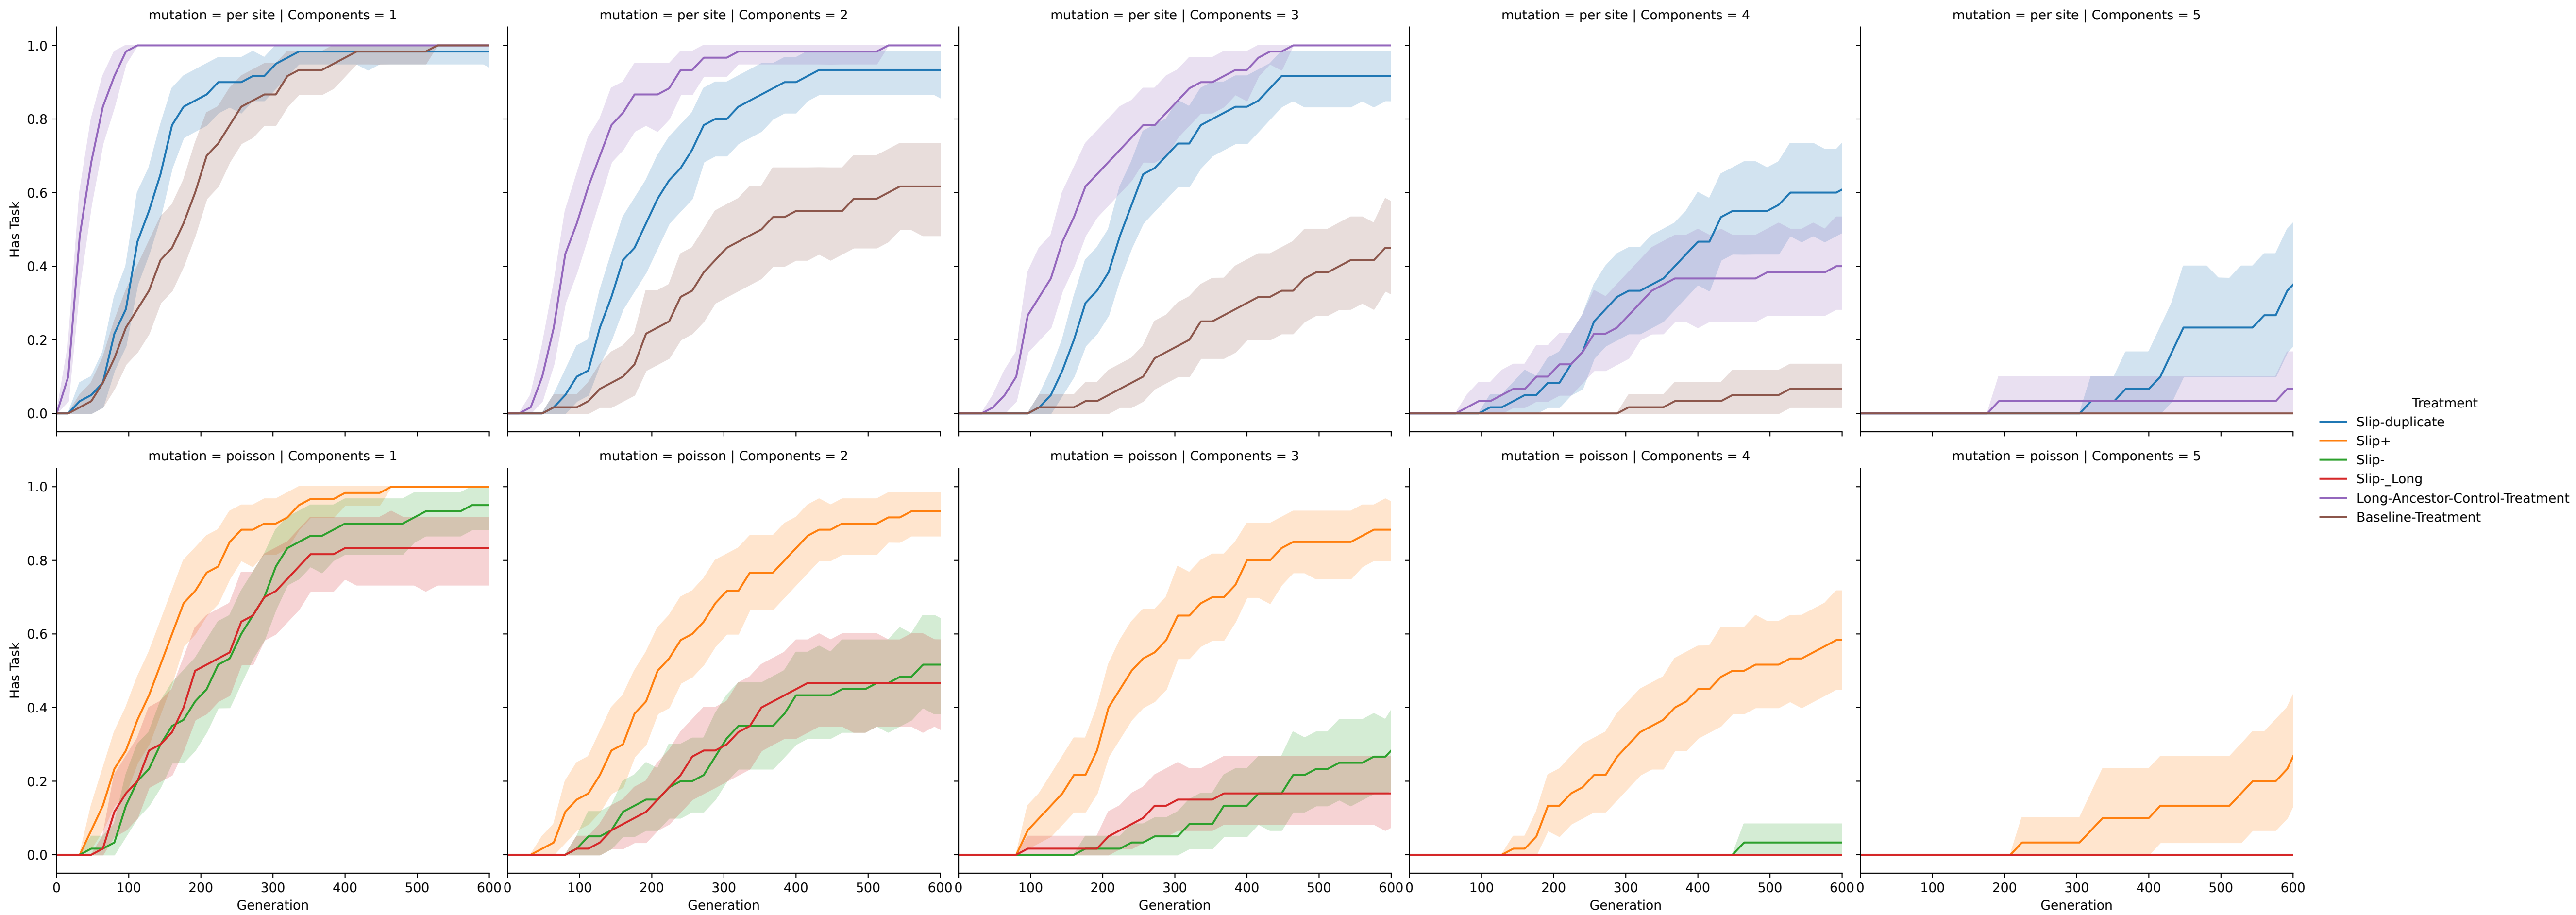 mutation = per site | Components = 1
mutation = per site | Components = 2
mutation = per site | Components = 3
mutation = per site | Components = 4
mutation = per site | Components = 5
1.0
0.8
0.6
0.4
0.2
0.0
Has Task
Treatment
Slip-duplicate
Slip+
Slip-
Slip-_Long
Long-Ancestor-Control-Treatment
Baseline-Treatment
mutation = poisson | Components = 1
mutation = poisson | Components = 2
mutation = poisson | Components = 3
mutation = poisson | Components = 4
mutation = poisson | Components = 5
1.0
0.8
0.6
0.4
0.2
0.0
Has Task
0 100 200 300 400 500 600
0 100 200 300 400 500 600
0 100 200 300 400 500 600
0 100 200 300 400 500 600
0 100 200 300 400 500 600
Generation
Generation
Generation
Generation
Generation